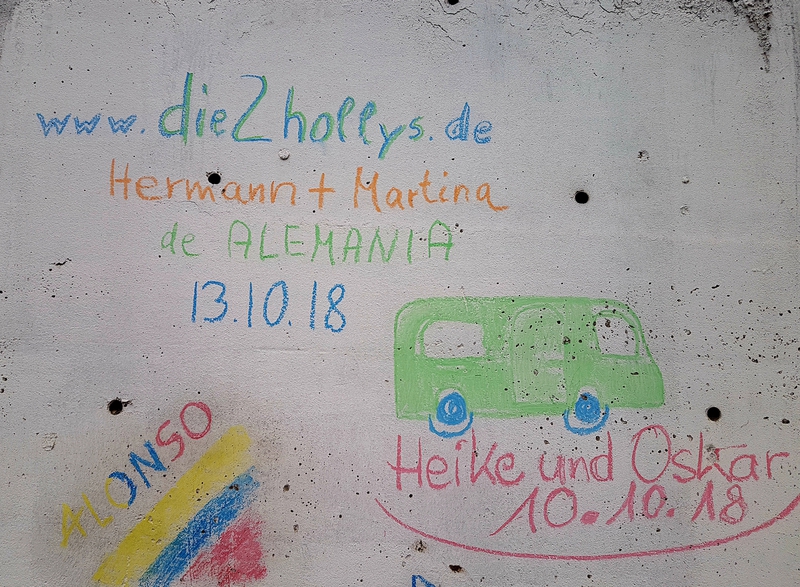 www.die2hollys.de
Hermann + Martina
de ALEMANIA
13.10.18
ALONSO
Heike und Oskar
10.10.18